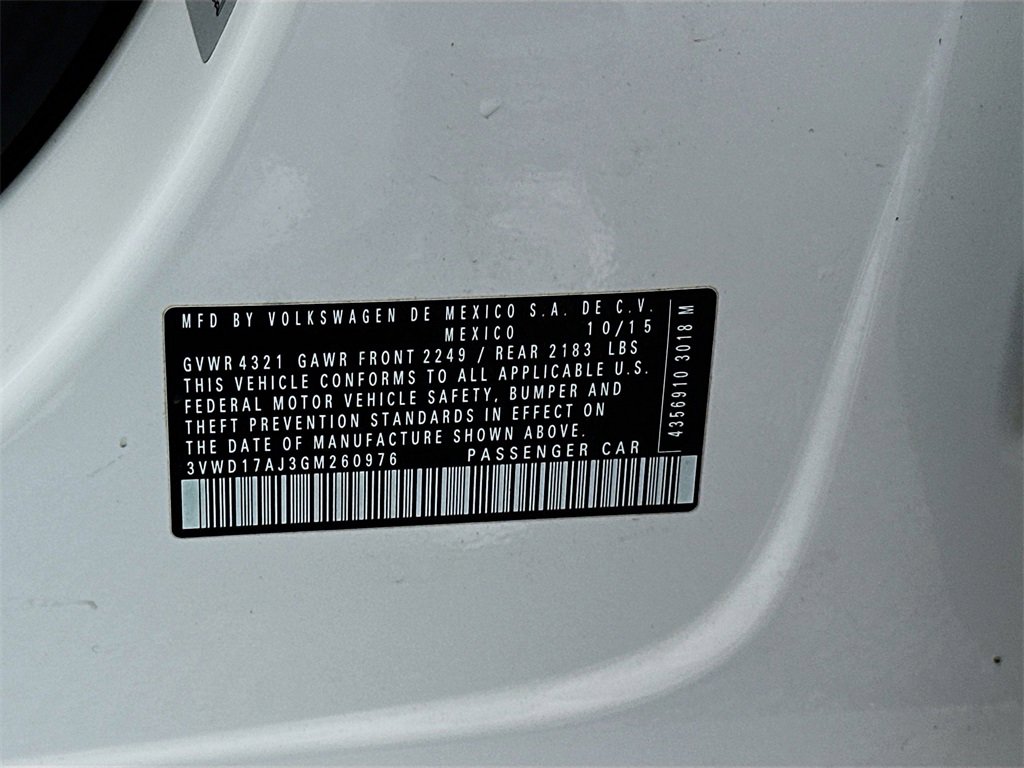 MFD BY VOLKSWAGEN DE MEXICO S.A. DE C.V.
MEXICO 10/15
GVWR 4321 GAWR FRONT 2249 / REAR 2183 LBS
THIS VEHICLE CONFORMS TO ALL APPLICABLE U.S.
FEDERAL MOTOR VEHICLE SAFETY, BUMPER AND
THEFT PREVENTION STANDARDS IN EFFECT ON
THE DATE OF MANUFACTURE SHOWN ABOVE.
3VWD17AJ3GM260976 PASSENGER CAR
4356910 3018 M